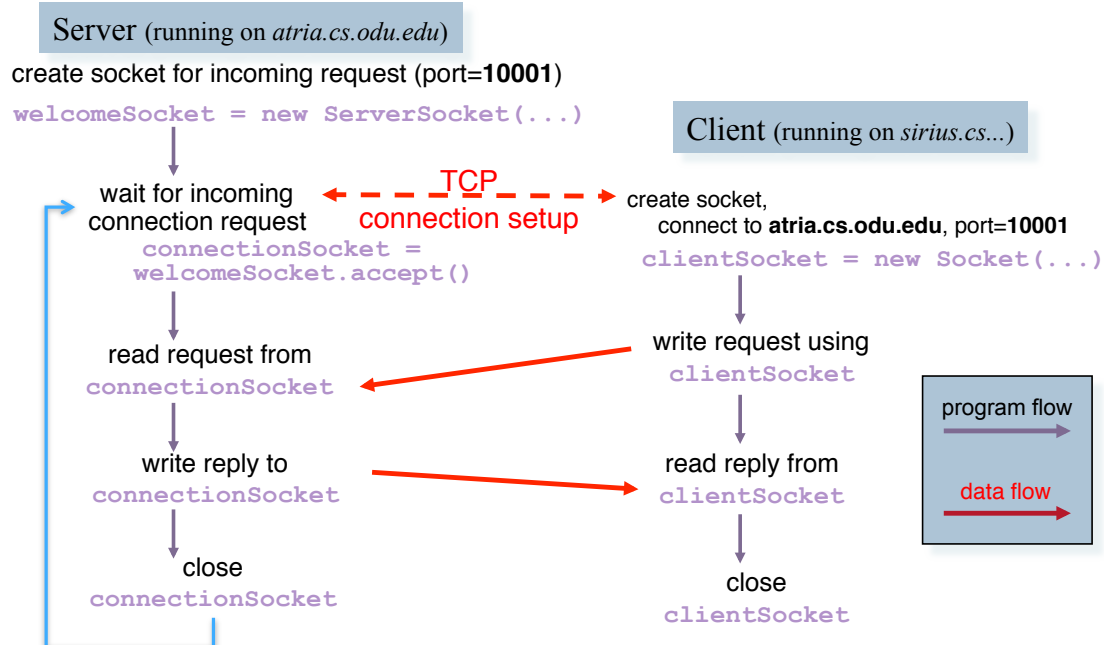 Server (running on atria.cs.odu.edu)
create socket for incoming request (port=10001)
welcomeSocket = new ServerSocket(...)
wait for incoming
connection request
connectionSocket =
welcomeSocket.accept()
read request from
connectionSocket
write reply to
connectionSocket
close
connectionSocket
TCP
connection setup
Client (running on sirius.cs...)
create socket,
connect to atria.cs.odu.edu, port=10001
clientSocket = new Socket(...)
write request using
clientSocket
read reply from
clientSocket
close
clientSocket
program flow
data flow